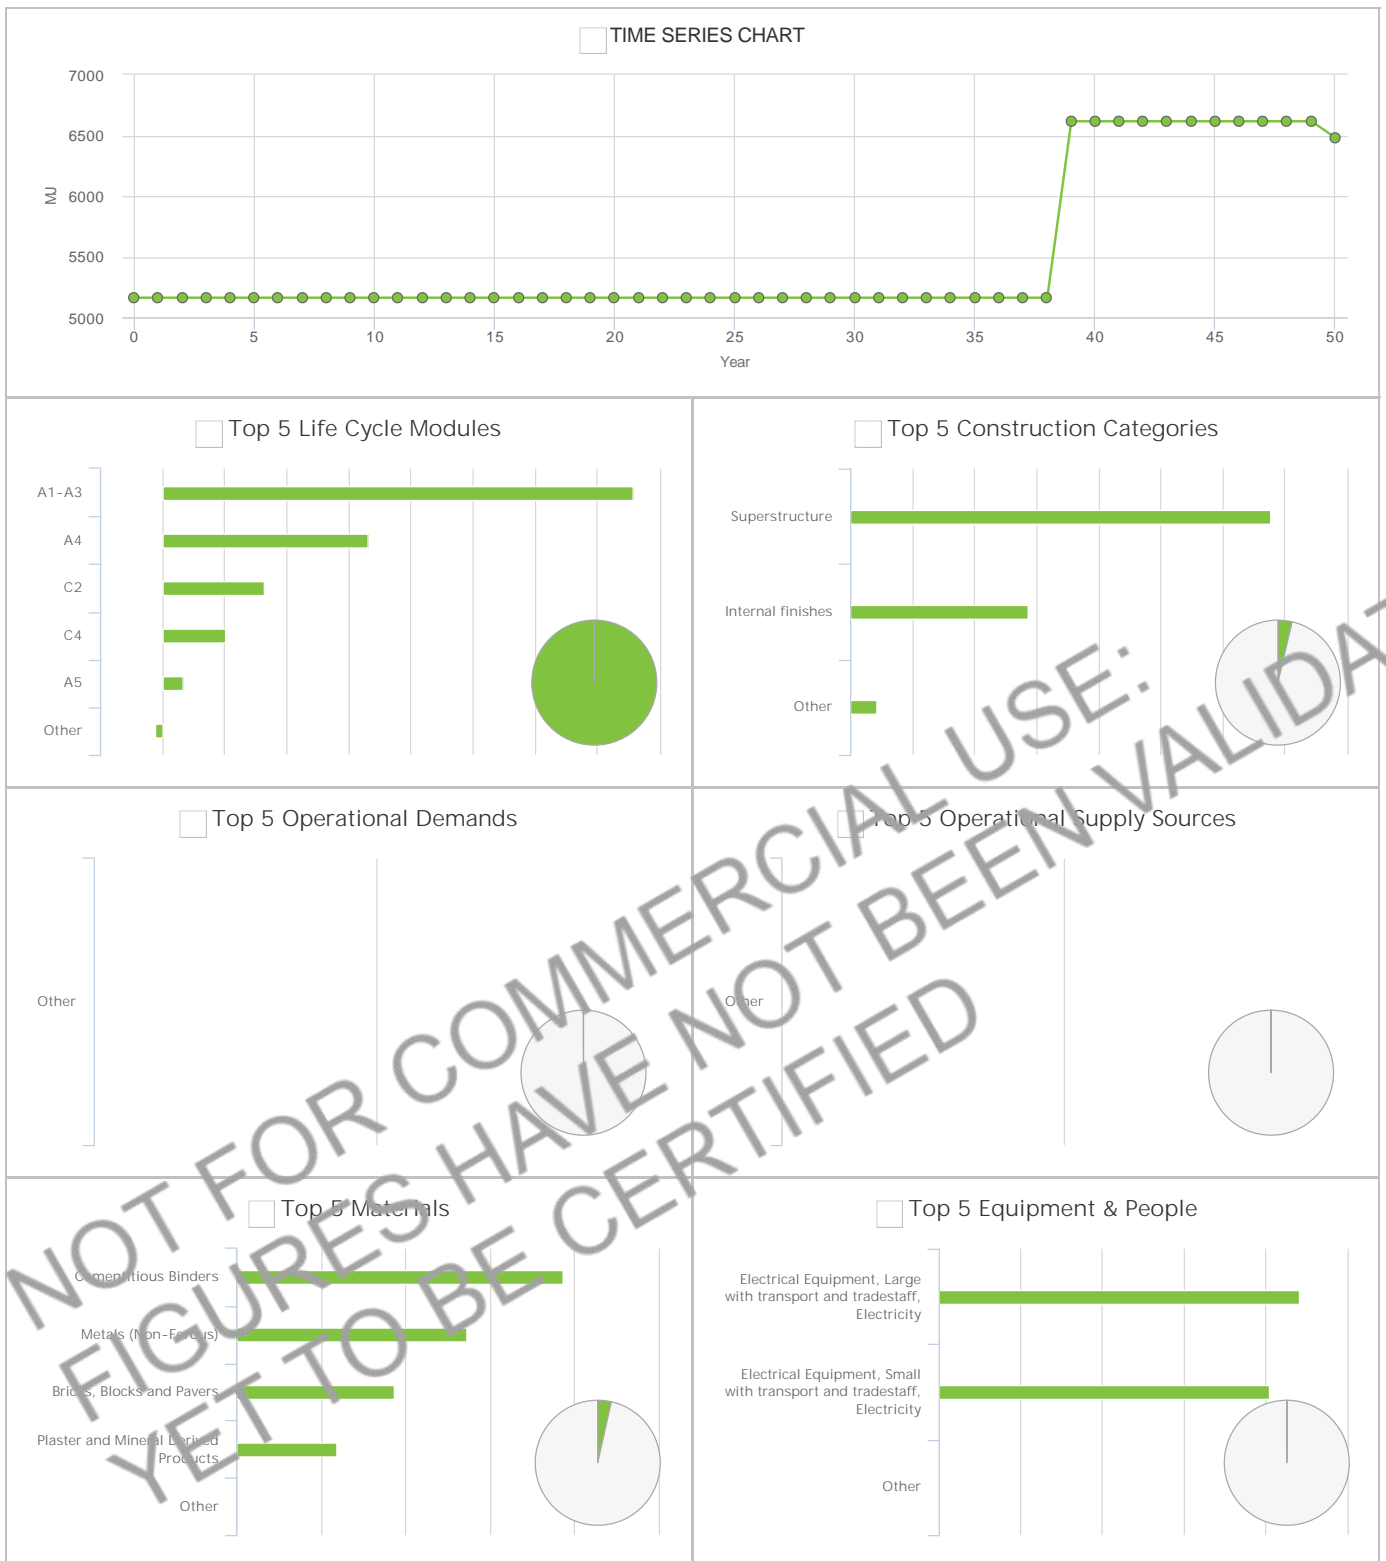 TIME SERIES CHART
7000
6500
6000
5500
5000
MJ
0 5 10 15 20 25 30 35 40 45 50
Year
Top 5 Life Cycle Modules
A1-A3
A4
C2
C4
A5
Other
Top 5 Construction Categories
Superstructure
Internal finishes
Other
Top 5 Operational Demands
Other
Top 5 Operational Supply Sources
Other
Top 5 Materials
Cementitious Binders
Metals (Non-Ferrous)
Bricks, Blocks and Pavers
Plaster and Mineral Derived
Products
Other
Top 5 Equipment & People
Electrical Equipment, Large
with transport and tradestaff,
Electricity
Electrical Equipment, Small
with transport and tradestaff,
Electricity
Other
NOT FOR COMMERCIAL USE:
FIGURES HAVE NOT BEEN VALIDAT
YET TO BE CERTIFIED